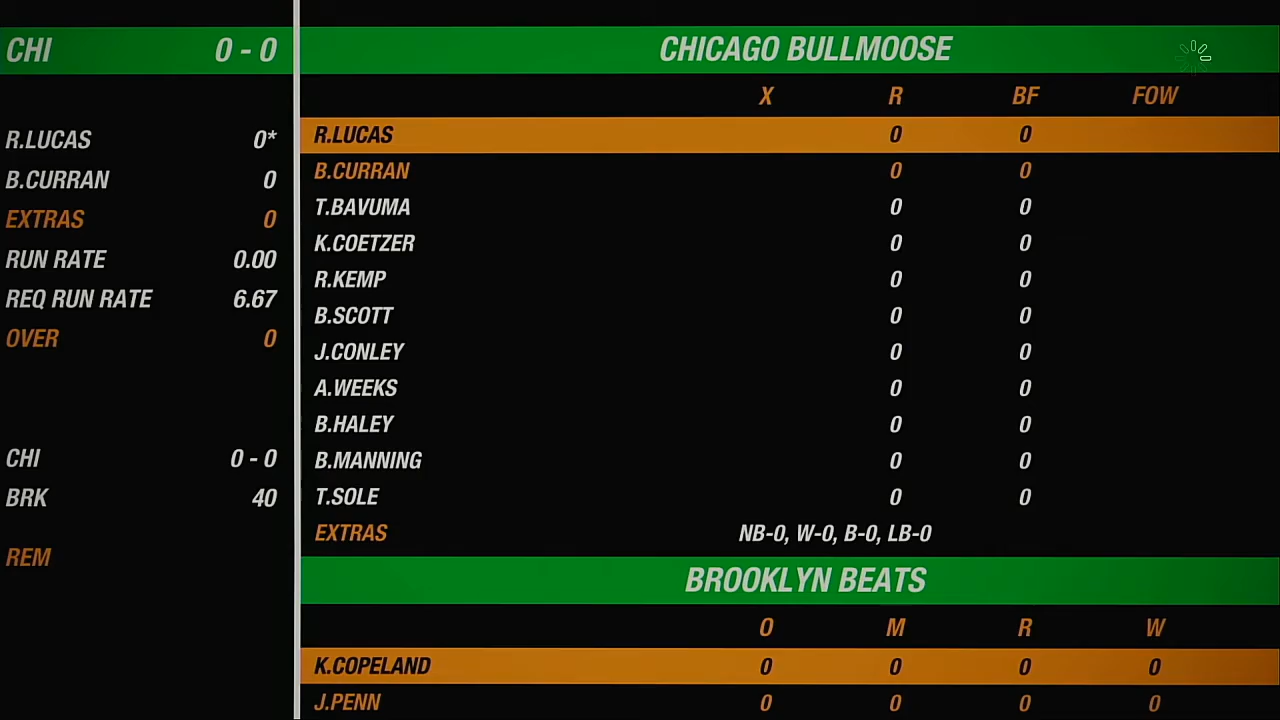 CHI 0 - 0
R.LUCAS 0*
B.CURRAN 0
EXTRAS 0
RUN RATE 0.00
REQ RUN RATE 6.67
OVER 0
CHI 0 - 0
BRK 40
REM
CHICAGO BULLMOOSE
X R BF FOW
R.LUCAS 0 0
B.CURRAN 0 0
T.BAVUMA 0 0
K.COETZER 0 0
R.KEMP 0 0
B.SCOTT 0 0
J.CONLEY 0 0
A.WEEKS 0 0
B.HALEY 0 0
B.MANNING 0 0
T.SOLE 0 0
EXTRAS NB-0, W-0, B-0, LB-0
BROOKLYN BEATS
O M R W
K.COPELAND 0 0 0 0
J.PENN 0 0 0 0